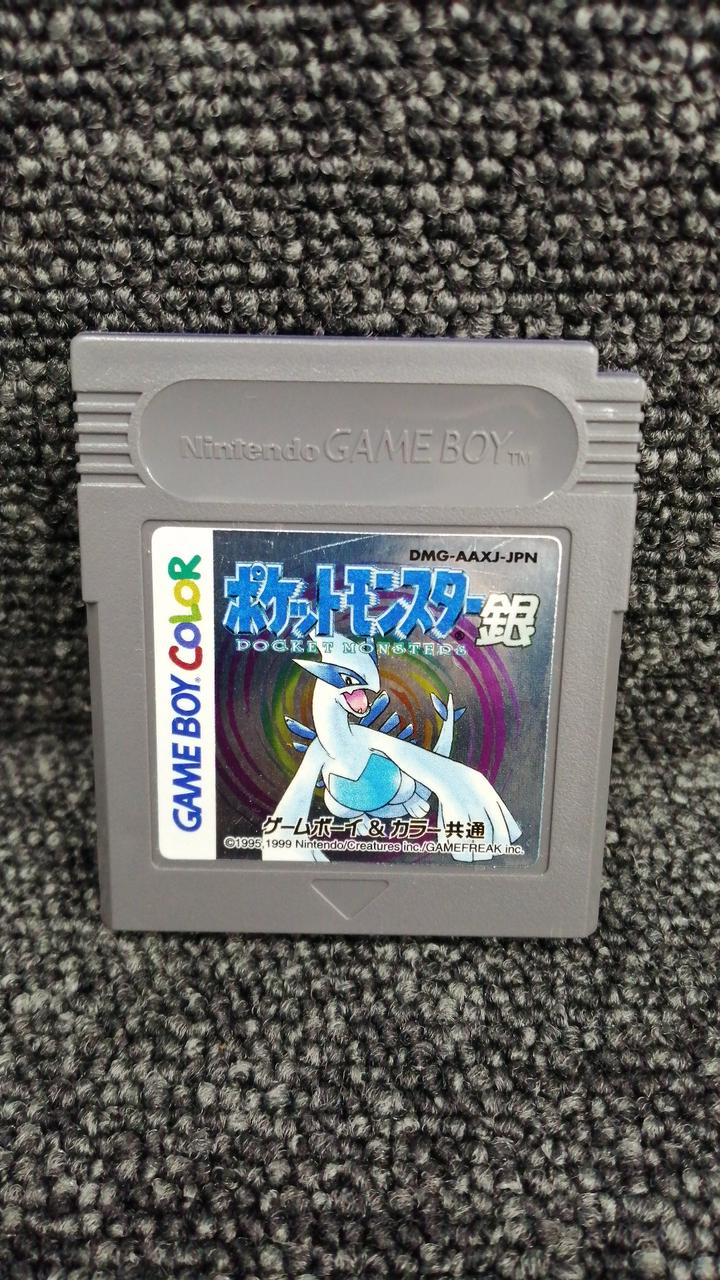 Nintendo GAME BOY™
DMG-AAXJ-JPN
ポケットモンスター銀
POCKET MONSTERS
GAME BOY® COLOR
ゲームボーイ & カラー共通
©1995,1999 Nintendo/Creatures inc./GAMEFREAK inc.